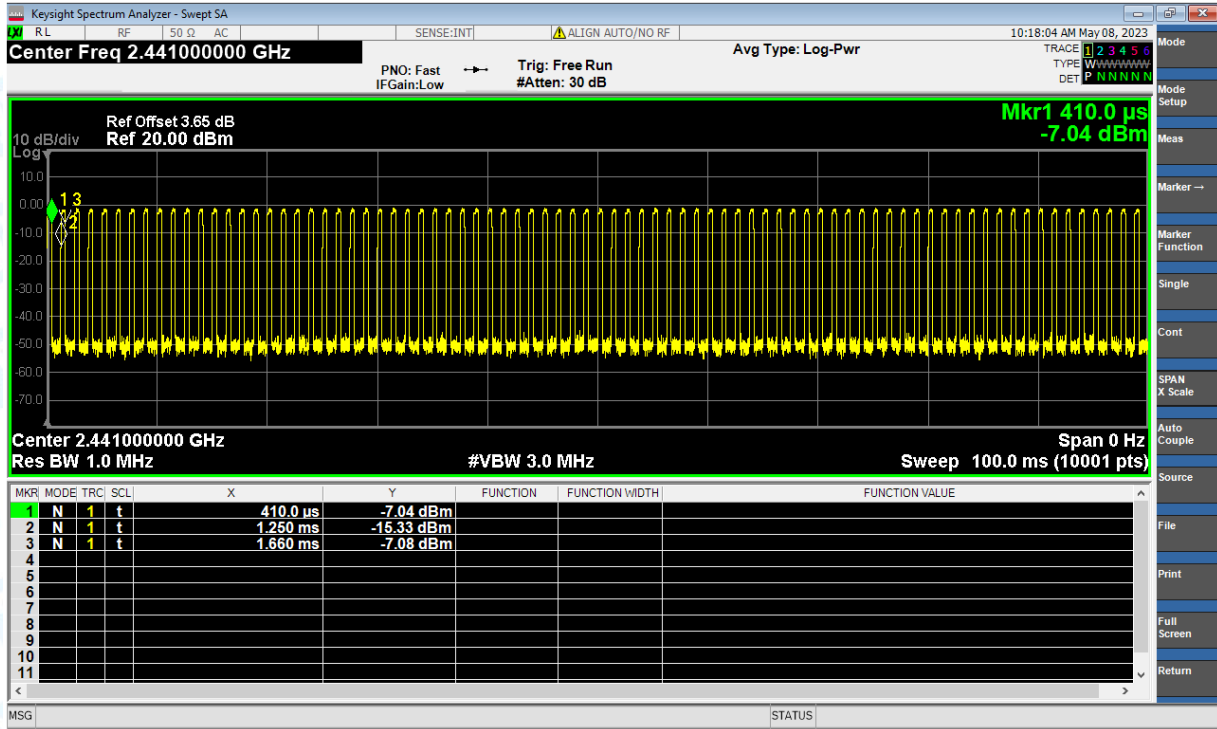 Keysight Spectrum Analyzer - Swept SA
LXI RL RF 50 Ω AC SENSE:INT ALIGN AUTO/NO RF 10:18:04 AM May 08, 2023
Center Freq 2.441000000 GHz Avg Type: Log-Pwr TRACE 1 2 3 4 5 6
PNO: Fast Trig: Free Run TYPE WWWWWW
IFGain:Low #Atten: 30 dB DET P N N N N N
Mkr1 410.0 µs
Ref Offset 3.65 dB
10 dB/div Ref 20.00 dBm -7.04 dBm
Log
10.0
0.00
-10.0
-20.0
-30.0
-40.0
-50.0
-60.0
-70.0
1 3
2
Center 2.441000000 GHz Span 0 Hz
Res BW 1.0 MHz #VBW 3.0 MHz Sweep 100.0 ms (10001 pts)
MKR MODE TRC SCL X Y FUNCTION FUNCTION WIDTH FUNCTION VALUE
1 N 1 t 410.0 µs -7.04 dBm
2 N 1 t 1.250 ms -15.33 dBm
3 N 1 t 1.660 ms -7.08 dBm
4
5
6
7
8
9
10
11
MSG STATUS
Mode
Mode
Setup
Meas
Marker →
Marker
Function
Single
Cont
SPAN
X Scale
Auto
Couple
Source
File
Print
Full
Screen
Return